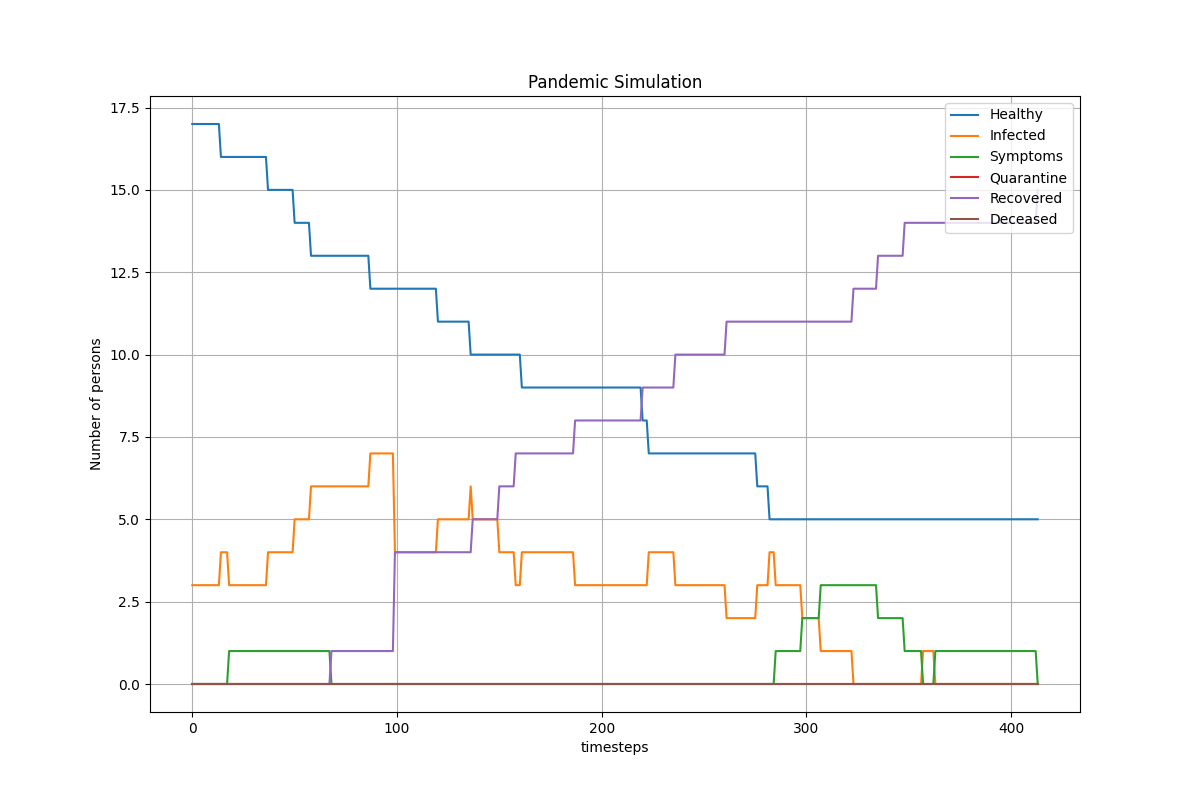 Pandemic Simulation
17.5
15.0
12.5
10.0
7.5
5.0
2.5
0.0
Number of persons
Healthy
Infected
Symptoms
Quarantine
Recovered
Deceased
0 100 200 300 400
timesteps